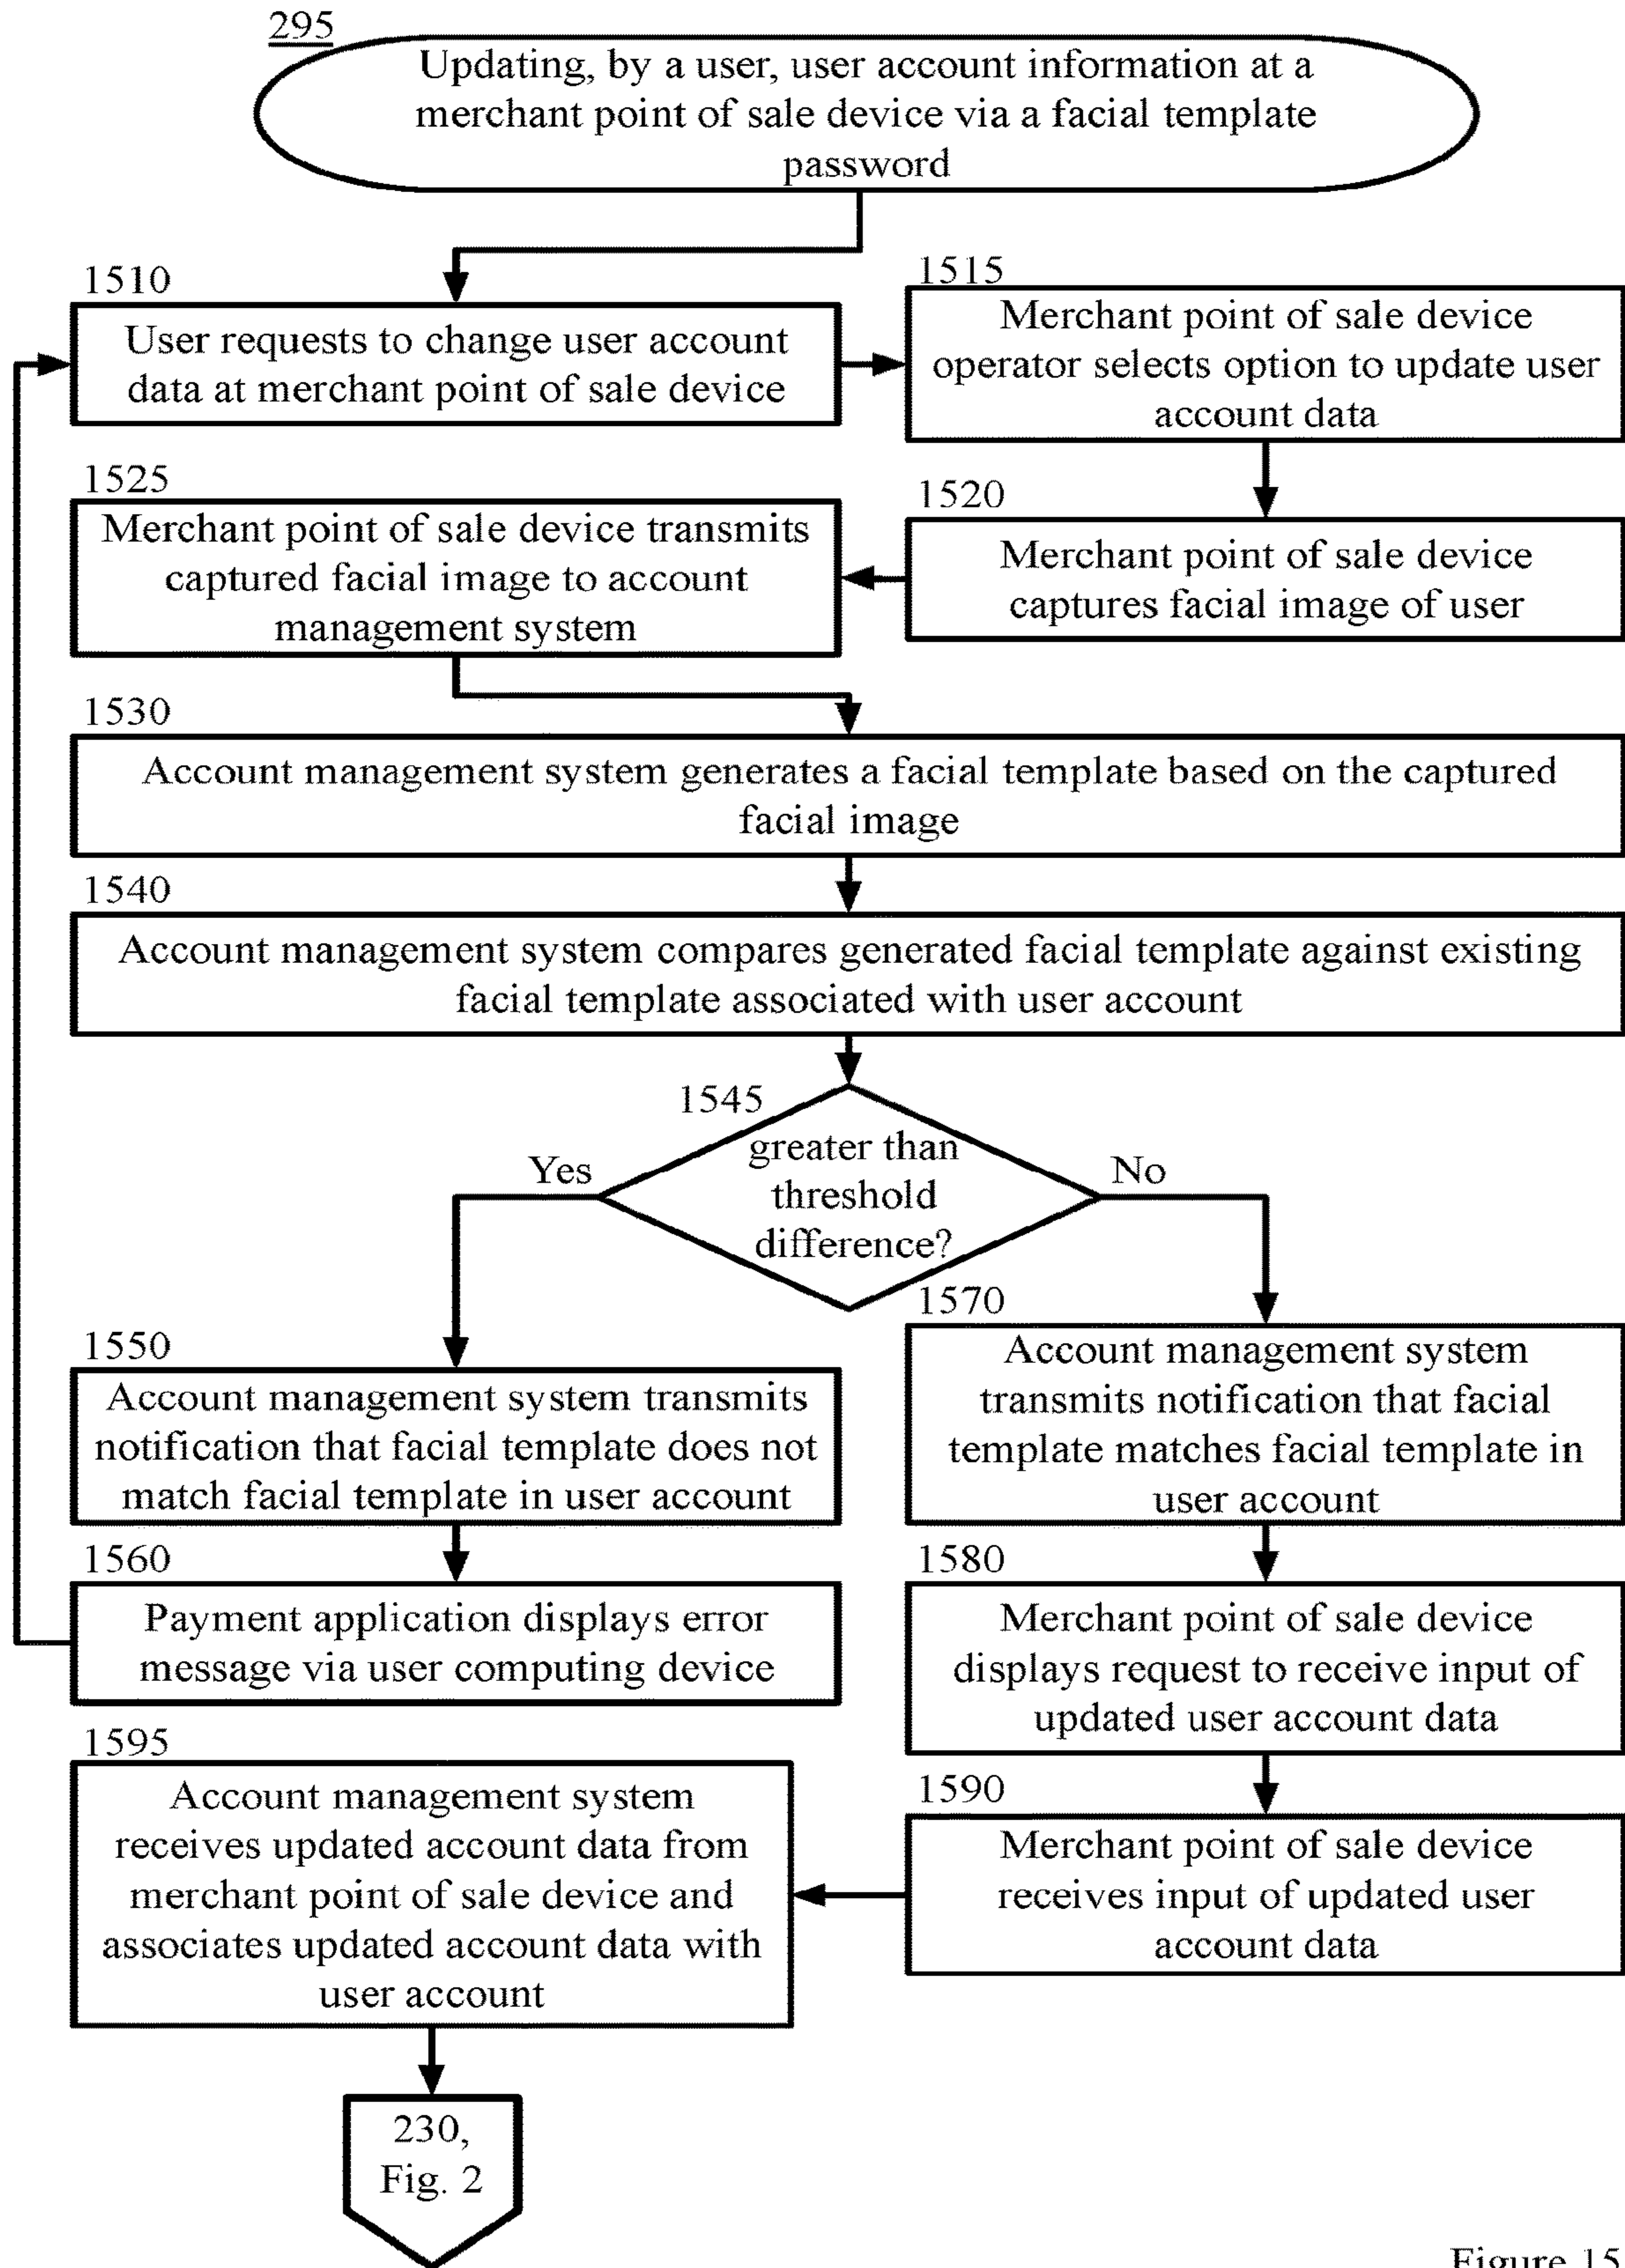 295
Updating, by a user, user account information at a
merchant point of sale device via a facial template
password
1510
User requests to change user account
data at merchant point of sale device
1515
Merchant point of sale device
operator selects option to update user
account data
1520
Merchant point of sale device
captures facial image of user
1525
Merchant point of sale device transmits
captured facial image to account
management system
1530
Account management system generates a facial template based on the captured
facial image
1540
Account management system compares generated facial template against existing
facial template associated with user account
1545
greater than
threshold
difference?
Yes
No
1550
Account management system transmits
notification that facial template does not
match facial template in user account
1560
Payment application displays error
message via user computing device
1570
Account management system
transmits notification that facial
template matches facial template in
user account
1580
Merchant point of sale device
displays request to receive input of
updated user account data
1590
Merchant point of sale device
receives input of updated user
account data
1595
Account management system
receives updated account data from
merchant point of sale device and
associates updated account data with
user account
230,
Fig. 2
Figure 15